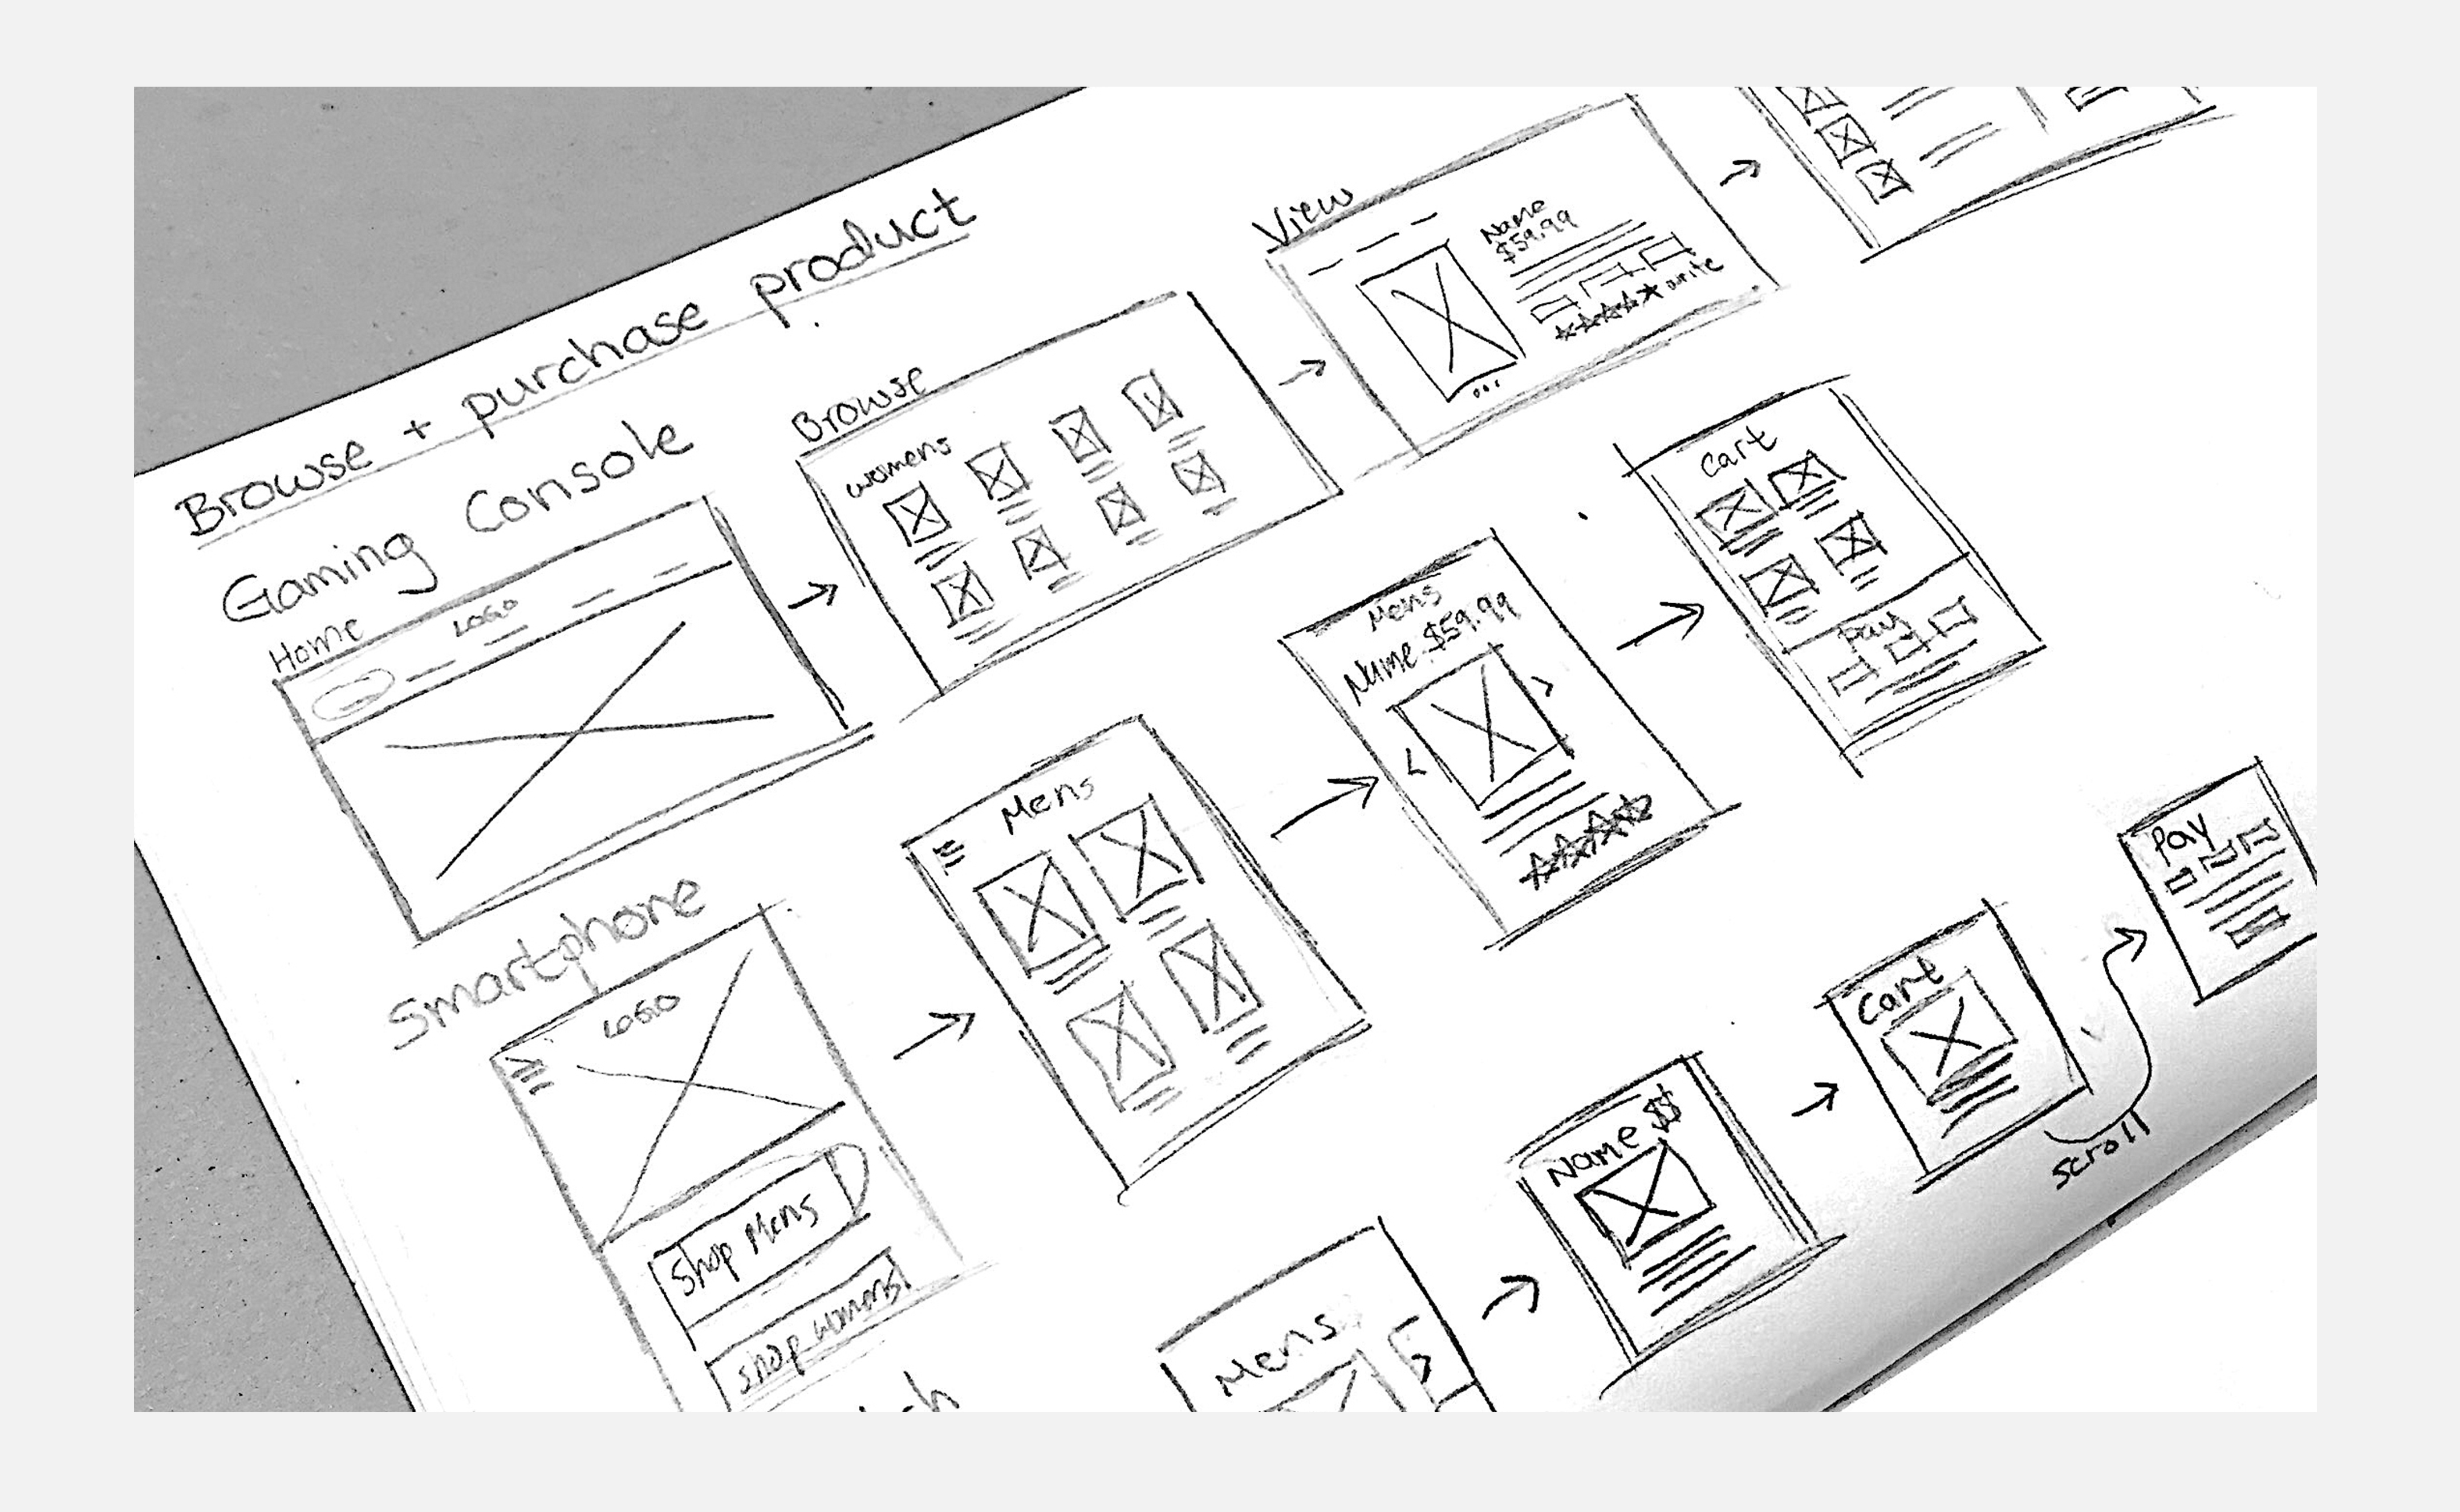 Browse + purchase product
Gaming Console
Home
LOGO
Browse
womens
View
Name
$59.99
write
Smartphone
LOGO
Shop Mens
Shop womens
Mens
Mens
Name $59.99
Cart
Pay
Mens
Name $$
Cart
scroll
Pay